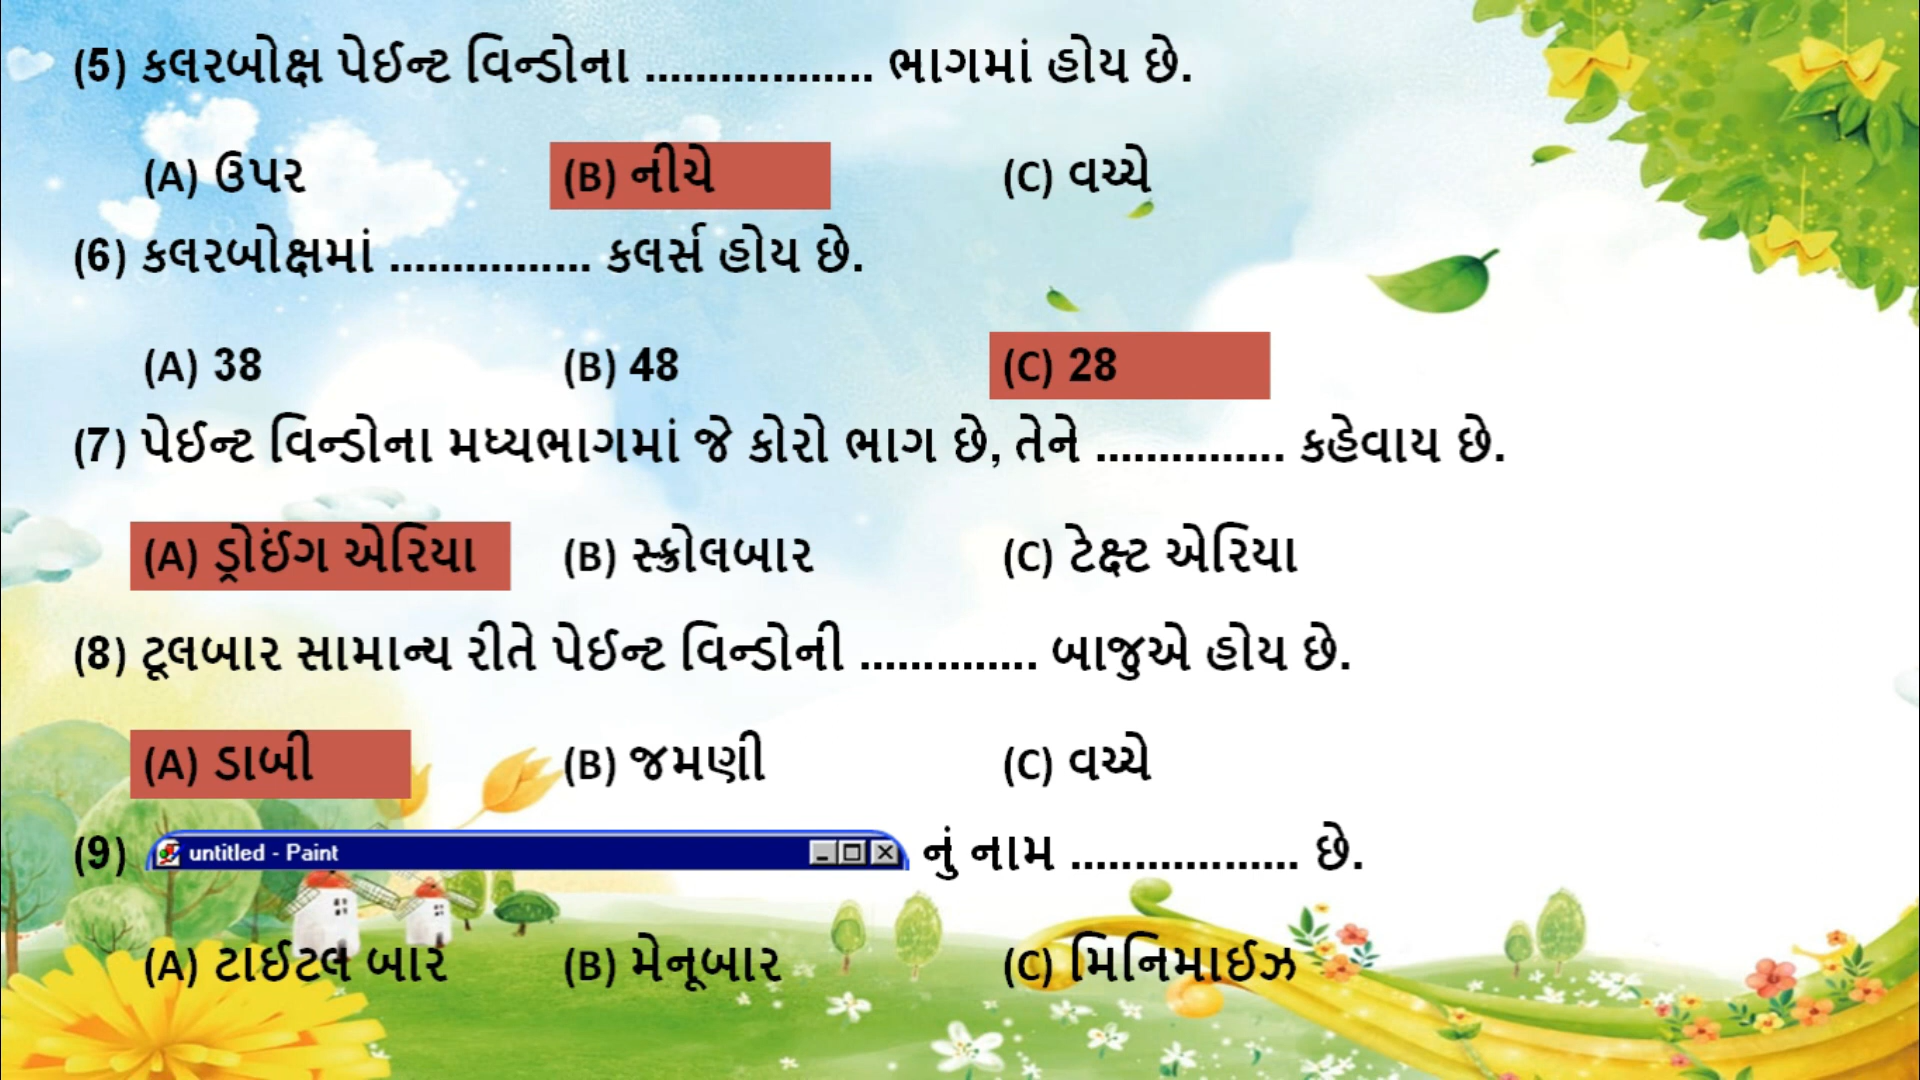 (5) કલરબોક્ષ પેઈન્ટ વિન્ડોના .................. ભાગમાં હોય છે.
(A) ઉપર (B) નીચે (C) વચ્ચે
(6) કલરબોક્ષમાં ................ કલર્સ હોય છે.
(A) 38 (B) 48 (C) 28
(7) પેઈન્ટ વિન્ડોના મધ્યભાગમાં જે કોરો ભાગ છે, તેને ............... કહેવાય છે.
(A) ડ્રોઈંગ એરિયા (B) સ્ક્રોલબાર (C) ટેક્ષ્ટ એરિયા
(8) ટૂલબાર સામાન્ય રીતે પેઈન્ટ વિન્ડોની .............. બાજુએ હોય છે.
(A) ડાબી (B) જમણી (C) વચ્ચે
(9) untitled - Paint નું નામ .................. છે.
(A) ટાઈટલ બાર (B) મેનૂબાર (C) મિનિમાઈઝ